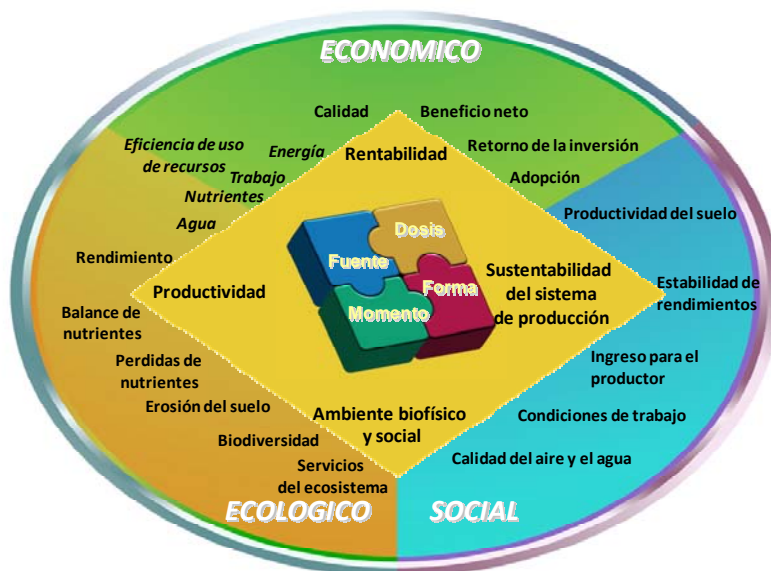 ECONOMICO
Calidad
Beneficio neto
Eficiencia de uso
de recursos
Energía
Rentabilidad
Retorno de la inversión
Trabajo
Adopción
Nutrientes
Agua
Productividad del suelo
Dosis
Rendimiento
Fuente
Forma
Sustentabilidad
del sistema
de producción
Estabilidad de
rendimientos
Productividad
Momento
Balance de
nutrientes
Perdidas de
nutrientes
Ingreso para el
productor
Erosión del suelo
Ambiente biofísico
y social
Condiciones de trabajo
Biodiversidad
Servicios
del ecosistema
Calidad del aire y el agua
ECOLOGICO
SOCIAL